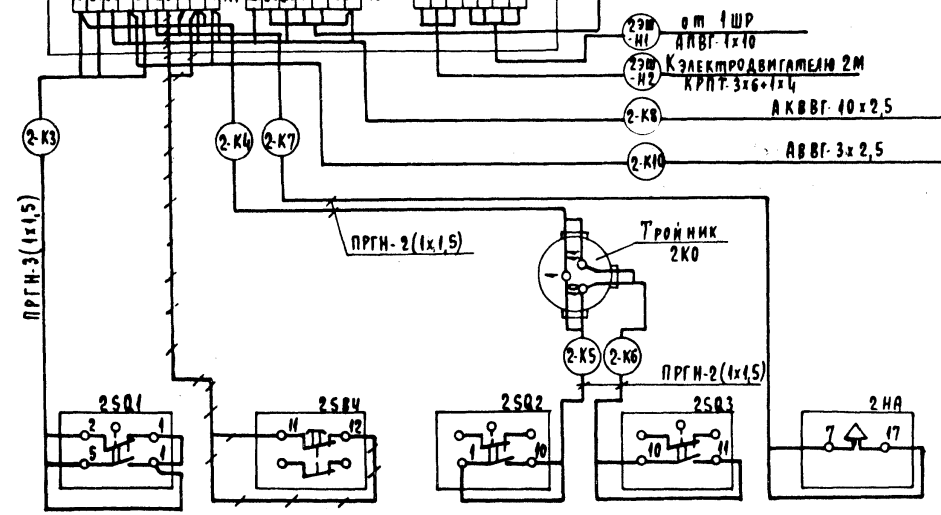 2ЭШ
-Н1
от 1ШР
АПВГ-1х10
2ЭШ
-Н2
К электродвигателю 2М
КРПТ-3х6+1х4
2-К8
АКВВГ-10х2,5
2-К3
2-К4
2-К7
2-К10
АВВГ-3х2,5
ПРГН-3(1х1,5)
ПРГН-2(1х1,5)
Тройник
2К0
2-К5
2-К6
ПРГН-2(1х1,5)
2SQ1
2SB4
2SQ2
2SQ3
2НА
2
1
5
1
11
12
1
10
10
11
7
17